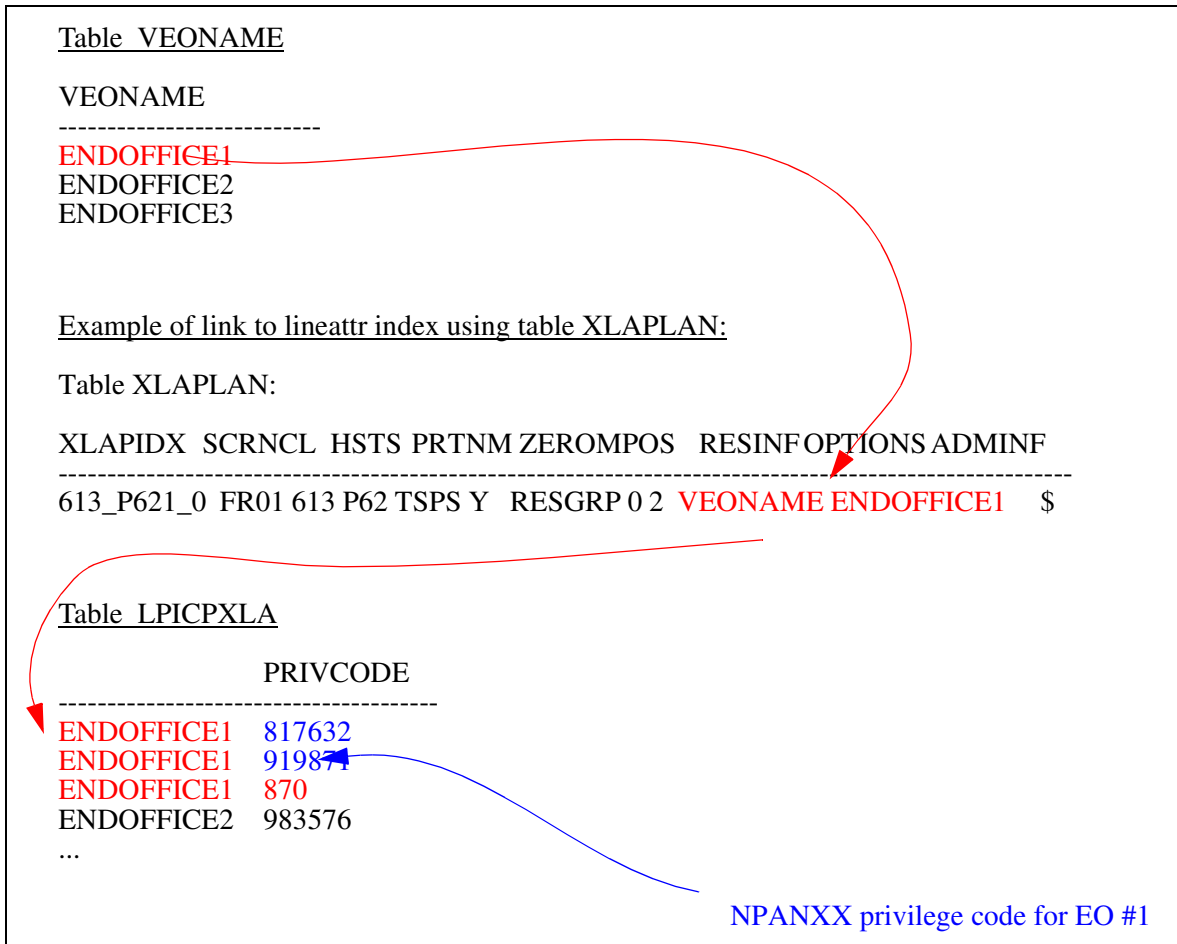 Table VEONAME
VEONAME
---------------------------
ENDOFFICE1
ENDOFFICE2
ENDOFFICE3
Example of link to lineattr index using table XLAPLAN:
Table XLAPLAN:
XLAPIDX SCRNCL HSTS PRTNM ZEROMPOS RESINF OPTIONS ADMINF
--------------------------------------------------------------------------------------------------------
613_P621_0 FR01 613 P62 TSPS Y RESGRP 0 2 VEONAME ENDOFFICE1 $
Table LPICPXLA
PRIVCODE
---------------------------------------
ENDOFFICE1 817632
ENDOFFICE1 919871
ENDOFFICE1 870
ENDOFFICE2 983576
...
NPANXX privilege code for EO #1